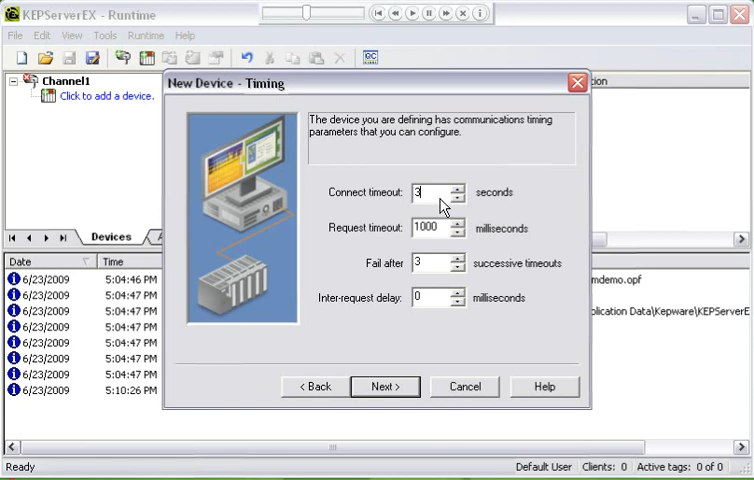 KEPServerEX - Runtime
File Edit View Tools Runtime Help
Channel1
Click to add a device.
New Device - Timing
The device you are defining has communications timing
parameters that you can configure.
Connect timeout: 3 seconds
Request timeout: 1000 milliseconds
Fail after 3 successive timeouts
Inter-request delay: 0 milliseconds
< Back Next > Cancel Help
Devices
Date Time
6/23/2009 5:04:46 PM mdemo.opf
6/23/2009 5:04:47 PM
6/23/2009 5:04:47 PM plication Data\Kepware\KEPServerE
6/23/2009 5:04:47 PM
6/23/2009 5:04:47 PM
6/23/2009 5:04:47 PM
6/23/2009 5:04:47 PM
6/23/2009 5:10:26 PM
Ready Default User Clients: 0 Active tags: 0 of 0